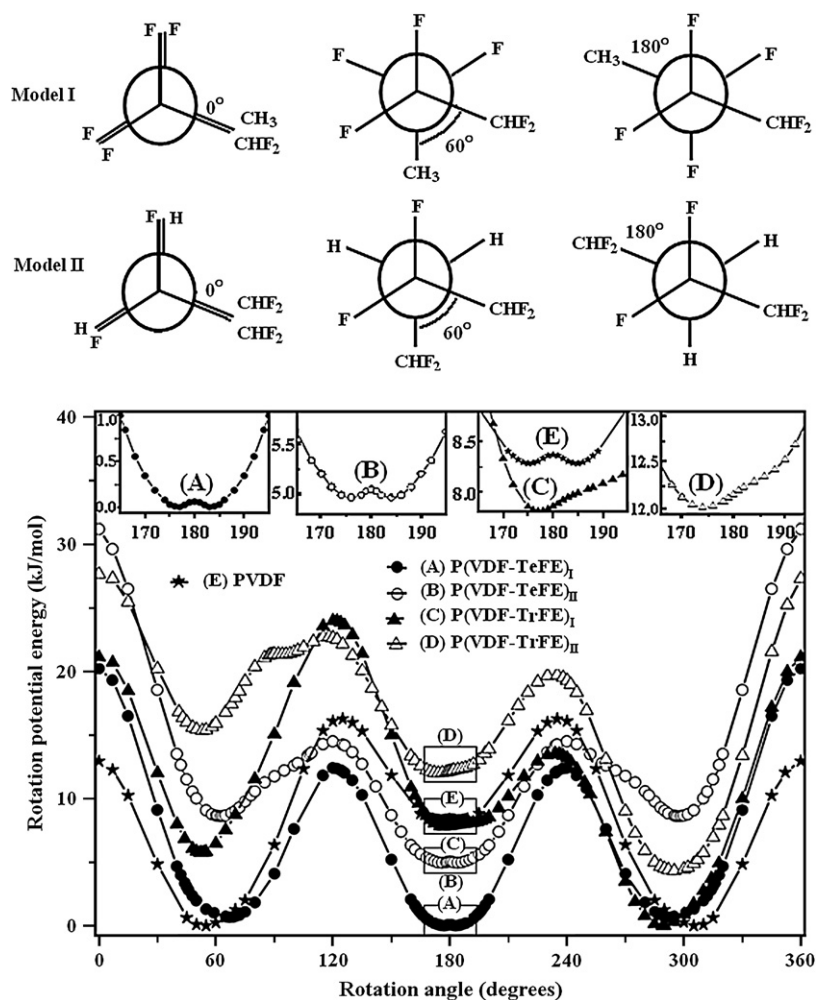 F F
F F
Model I
0°
CH₃
CHF₂
F
F
F
F
CHF₂
60°
CH₃
F
180°
CH₃
F
F
CHF₂
F
F H
Model II
0°
H
F
CHF₂
CHF₂
F
H
H
F
CHF₂
60°
CHF₂
F
180°
CHF₂
H
F
CHF₂
H
Rotation potential energy (kJ/mol)
40
30
20
10
0
1.0
0.5
0.0
(A)
170 180 190
5.5
5.0
(B)
170 180 190
8.5
8.0
(E)
(C)
170 180 190
13.0
12.5
12.0
(D)
170 180 190
(E) PVDF
(A) P(VDF-TeFE)I
(B) P(VDF-TeFE)II
(C) P(VDF-TrFE)I
(D) P(VDF-TrFE)II
(D)
(E)
(C)
(B)
(A)
0 60 120 180 240 300 360
Rotation angle (degrees)